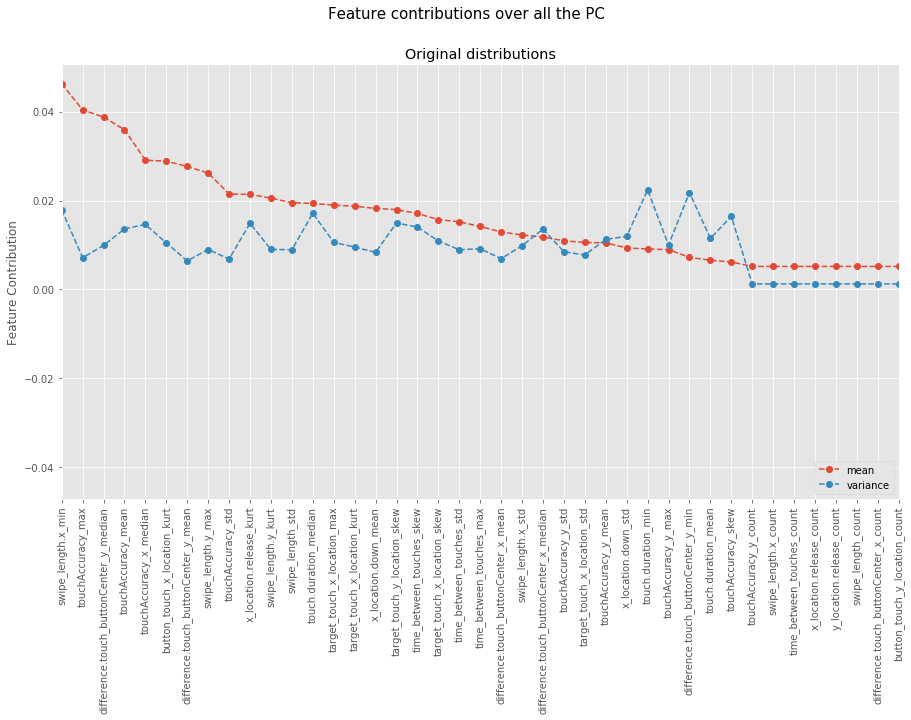 Feature contributions over all the PC
Original distributions
Feature Contribution
0.04
0.02
0.00
−0.02
−0.04
mean
variance
swipe_length.x_min
touchAccuracy_max
difference.touch_buttonCenter_y_median
touchAccuracy_mean
touchAccuracy_x_median
button_touch_x_location_kurt
difference.touch_buttonCenter_y_mean
swipe_length.y_max
touchAccuracy_std
x_location.release_kurt
swipe_length.y_kurt
swipe_length_std
touch.duration_median
target_touch_x_location_max
target_touch_x_location_kurt
x_location.down_mean
target_touch_y_location_skew
time_between_touches_skew
target_touch_x_location_skew
time_between_touches_std
time_between_touches_max
difference.touch_buttonCenter_x_mean
swipe_length.x_std
difference.touch_buttonCenter_x_median
touchAccuracy_y_std
target_touch_x_location_std
touchAccuracy_y_mean
x_location.down_std
touch.duration_min
touchAccuracy_y_max
difference.touch_buttonCenter_y_min
touch.duration_mean
touchAccuracy_skew
touchAccuracy_y_count
swipe_length.x_count
time_between_touches_count
x_location.release_count
y_location.release_count
swipe_length_count
difference.touch_buttonCenter_x_count
button_touch_y_location_count